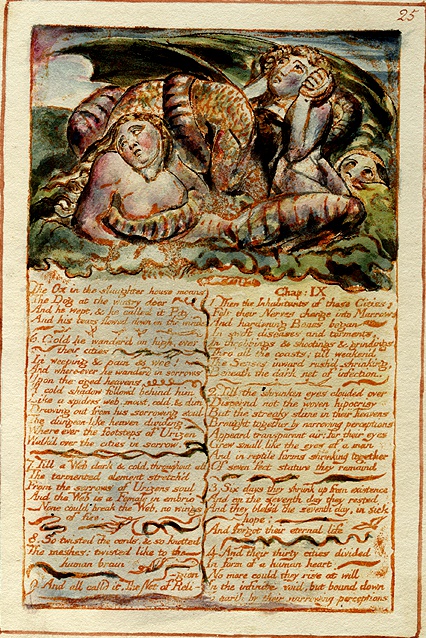 25
The Ox in the slaughter house moans
The Dog at the wintry door
And he wept, & he called it Pity
And his tears flowed down on the winds
6. Cold he wander'd on high, over
their cities
In weeping & pain & woe!
And where-ever he wander'd in sorrows
Upon the aged heavens
A cold shadow follow'd behind him
Like a spiders web, moist, cold, & dim
Drawing out from his sorrowing soul
The dungeon-like heaven dividing
Where ever the footsteps of Urizen
Walk'd over the cities in sorrow.
7. Till a Web dark & cold, throughout all
The tormented element stretch'd
From the sorrows of Urizens soul
And the Web is a Female in embrio
None could break the Web, no wings
of fire.
8. So twisted the cords, & so knotted
The meshes: twisted like to the
human brain
-gion
9 And all calld it, The Net of Reli-
Chap: IX
1. Then the Inhabitants of those Cities:
Felt their Nerves change into Marrow
And hardening Bones began
In swift diseases and torments,
In throbbings & shootings & grindings
Thro' all the coasts; till weaken'd
The Senses inward rush'd shrinking,
Beneath the dark net of infection.
2. Till the shrunken eyes clouded over
Discernd not the woven hipocrisy
But the streaky slime in their heavens
Brought together by narrowing perceptions
Appeard transparent air; for their eyes
Grew small like the eyes of a man
And in reptile forms shrinking together
Of seven feet stature they remaind
3. Six days they shrunk up from existence
And on the seventh day they rested
And they bless'd the seventh day, in sick
hope:
And forgot their eternal life
4. And their thirty cities divided
In form of a human heart
No more could they rise at will
In the infinite void, but bound down
To earth by their narrowing perceptions